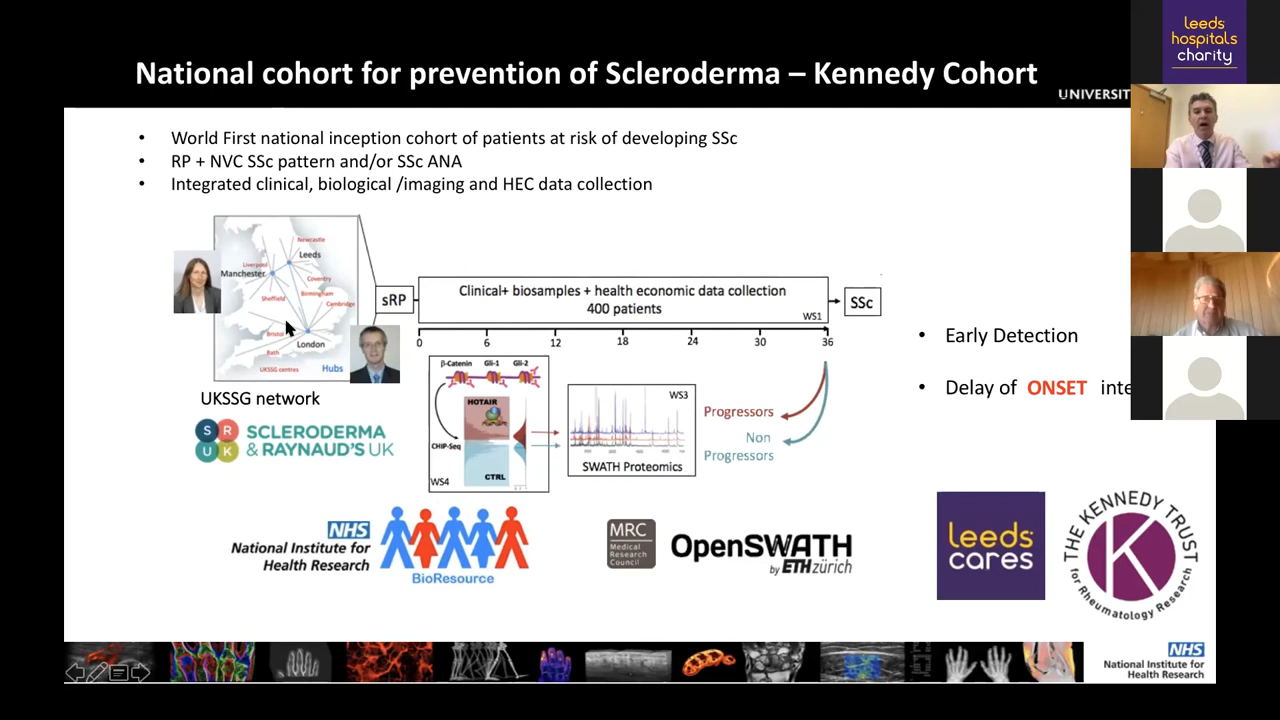 National cohort for prevention of Scleroderma – Kennedy Cohort
UNIVERSIT
leeds
hospitals
charity
• World First national inception cohort of patients at risk of developing SSc
• RP + NVC SSc pattern and/or SSc ANA
• Integrated clinical, biological /imaging and HEC data collection
Newcastle
Leeds
Liverpool
Manchester
Coventry
Sheffield
Birmingham
Cambridge
Bristol
London
Bath
UKSSG centres
Hubs
UKSSG network
sRP
Clinical+ biosamples + health economic data collection
400 patients
WS1
SSc
0 6 12 18 24 30 36
β-Catenin Gli-1 Gli-2
HOTAIR
CHIP-Seq
CTRL
WS4
WS3
SWATH Proteomics
Progressors
Non
Progressors
• Early Detection
• Delay of ONSET inte
S R
U K
SCLERODERMA
& RAYNAUD'S UK
NHS
National Institute for
Health Research
BioResource
MRC
Medical
Research
Council
OpenSWATH
by ETH zürich
leeds
cares
THE KENNEDY TRUST
K
for Rheumatology Research
NHS
National Institute for
Health Research